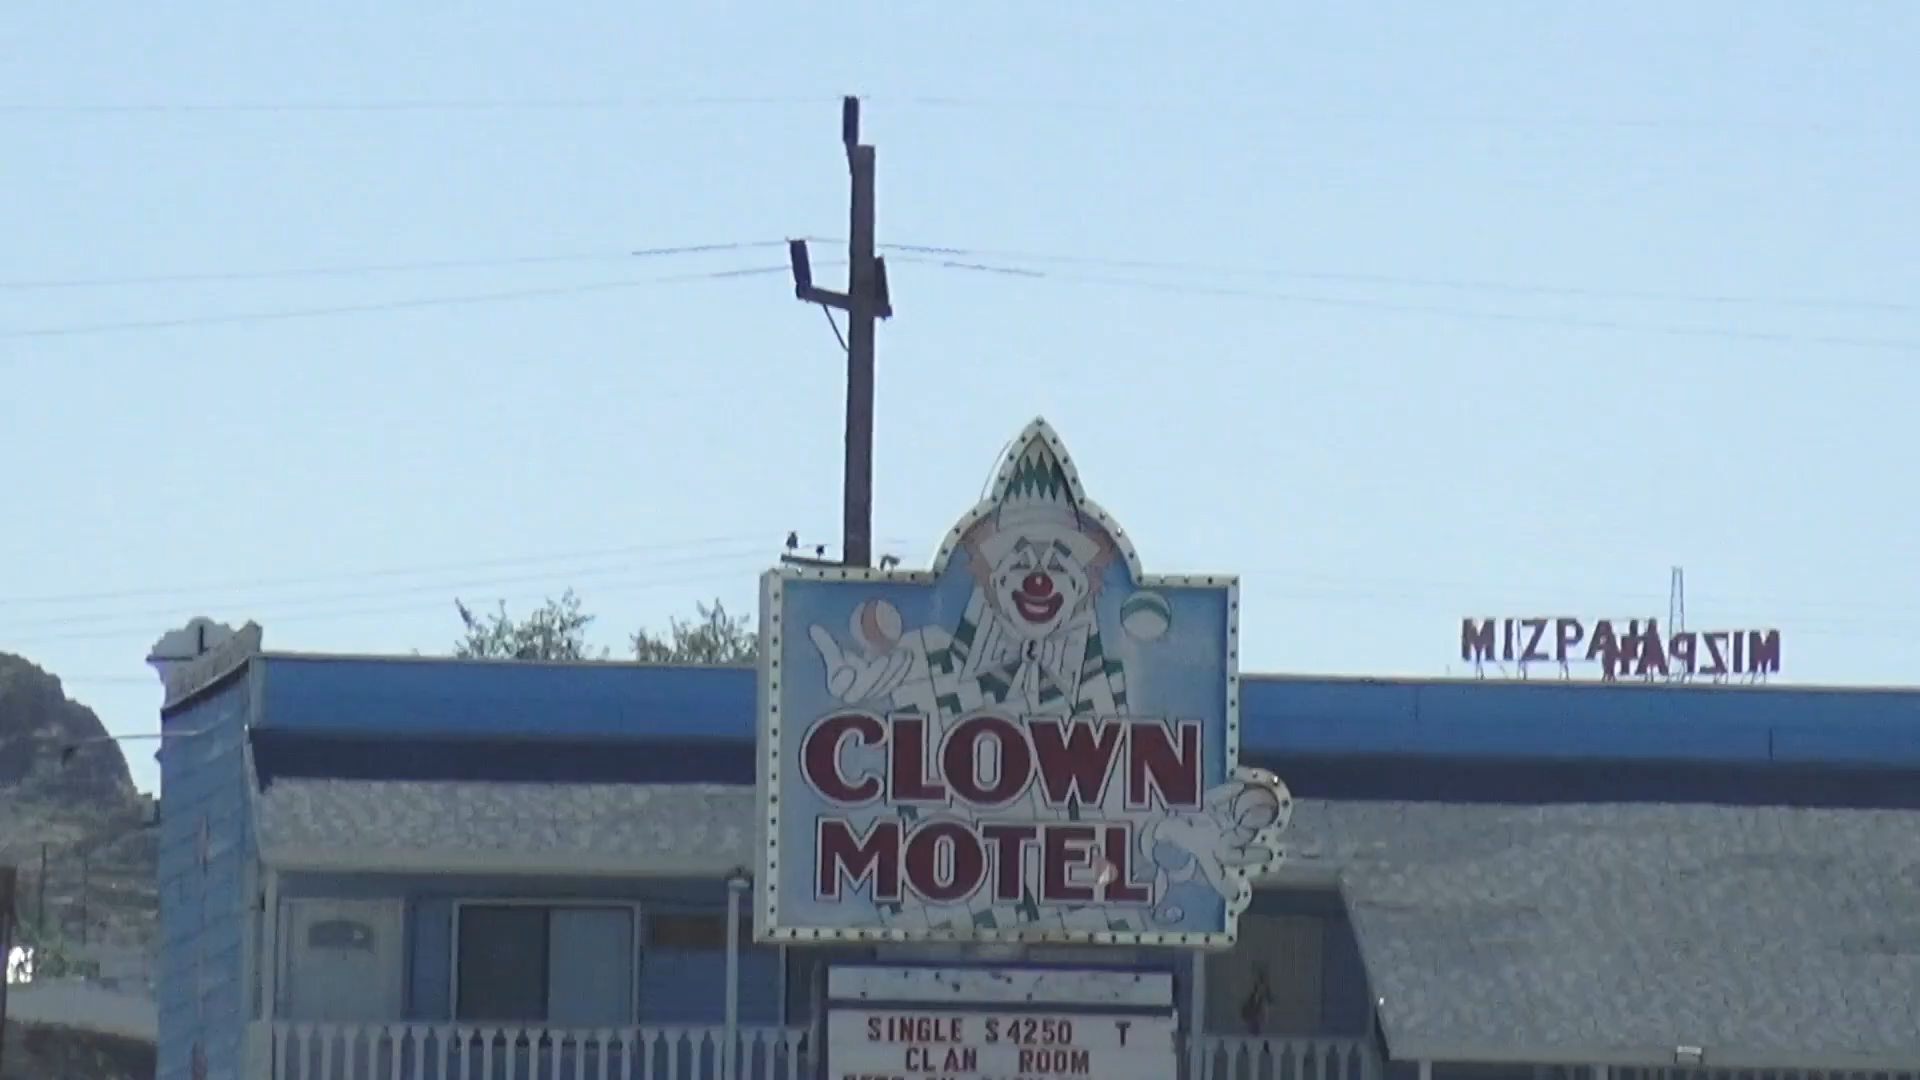 MIZPAH
MIZPAH
CLOWN
MOTEL
SINGLE $4250 T
CLAN ROOM